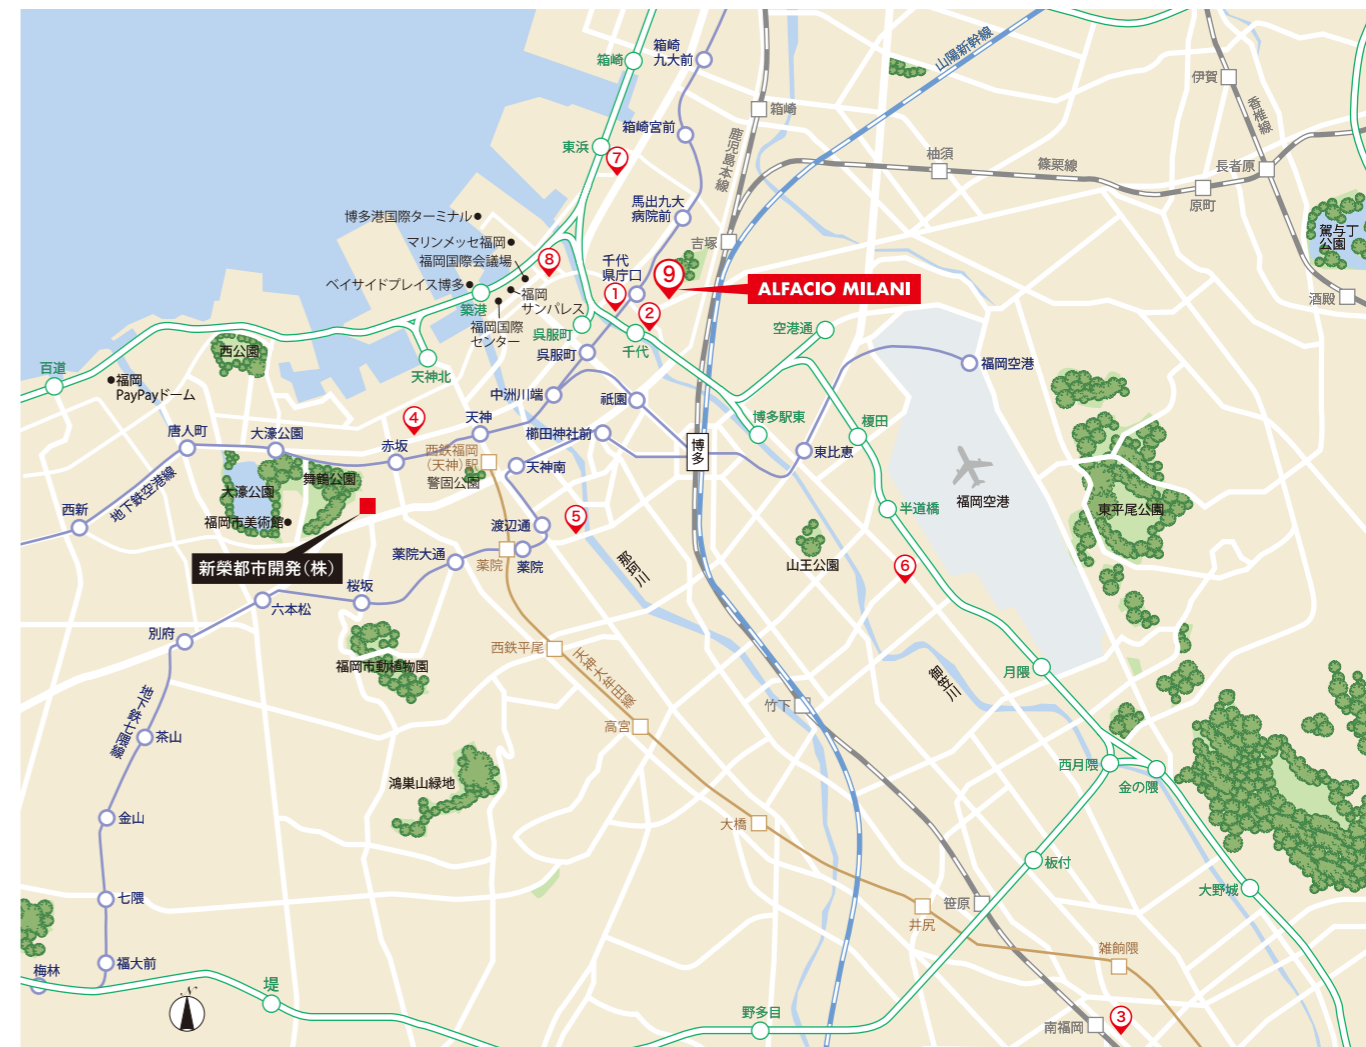 箱崎
箱崎
九大前
山陽新幹線
伊賀
香椎線
箱崎
箱崎宮前
鹿児島本線
東浜
7
柚須
篠栗線
長者原
原町
馬出九大
病院前
博多港国際ターミナル
マリンメッセ福岡
福岡国際会議場
ベイサイドプレイス博多
吉塚
駕与丁
公園
8
千代
県庁口
9
ALFACIO MILANI
1
2
酒殿
築港
福岡
サンパレス
福岡国際
センター
呉服町
千代
空港通
西公園
呉服町
百道
福岡
PayPayドーム
天神北
中洲川端
祇園
福岡空港
4
天神
櫛田神社前
博多駅東
榎田
唐人町
大濠公園
赤坂
西鉄福岡
(天神)駅
博多
東比恵
天神南
警固公園
地下鉄空港線
大濠公園
舞鶴公園
西新
福岡市美術館
渡辺通
5
半道橋
福岡空港
東平尾公園
新榮都市開発(株)
薬院大通
薬院
薬院
那珂川
山王公園
6
桜坂
六本松
別府
福岡市動植物園
西鉄平尾
天神大牟田線
月隈
御笠川
地下鉄七隈線
茶山
高宮
竹下
西月隈
金の隈
鴻巣山緑地
金山
大橋
板付
大野城
七隈
笹原
井尻
雑餉隈
梅林
福大前
堤
N
野多目
南福岡
3